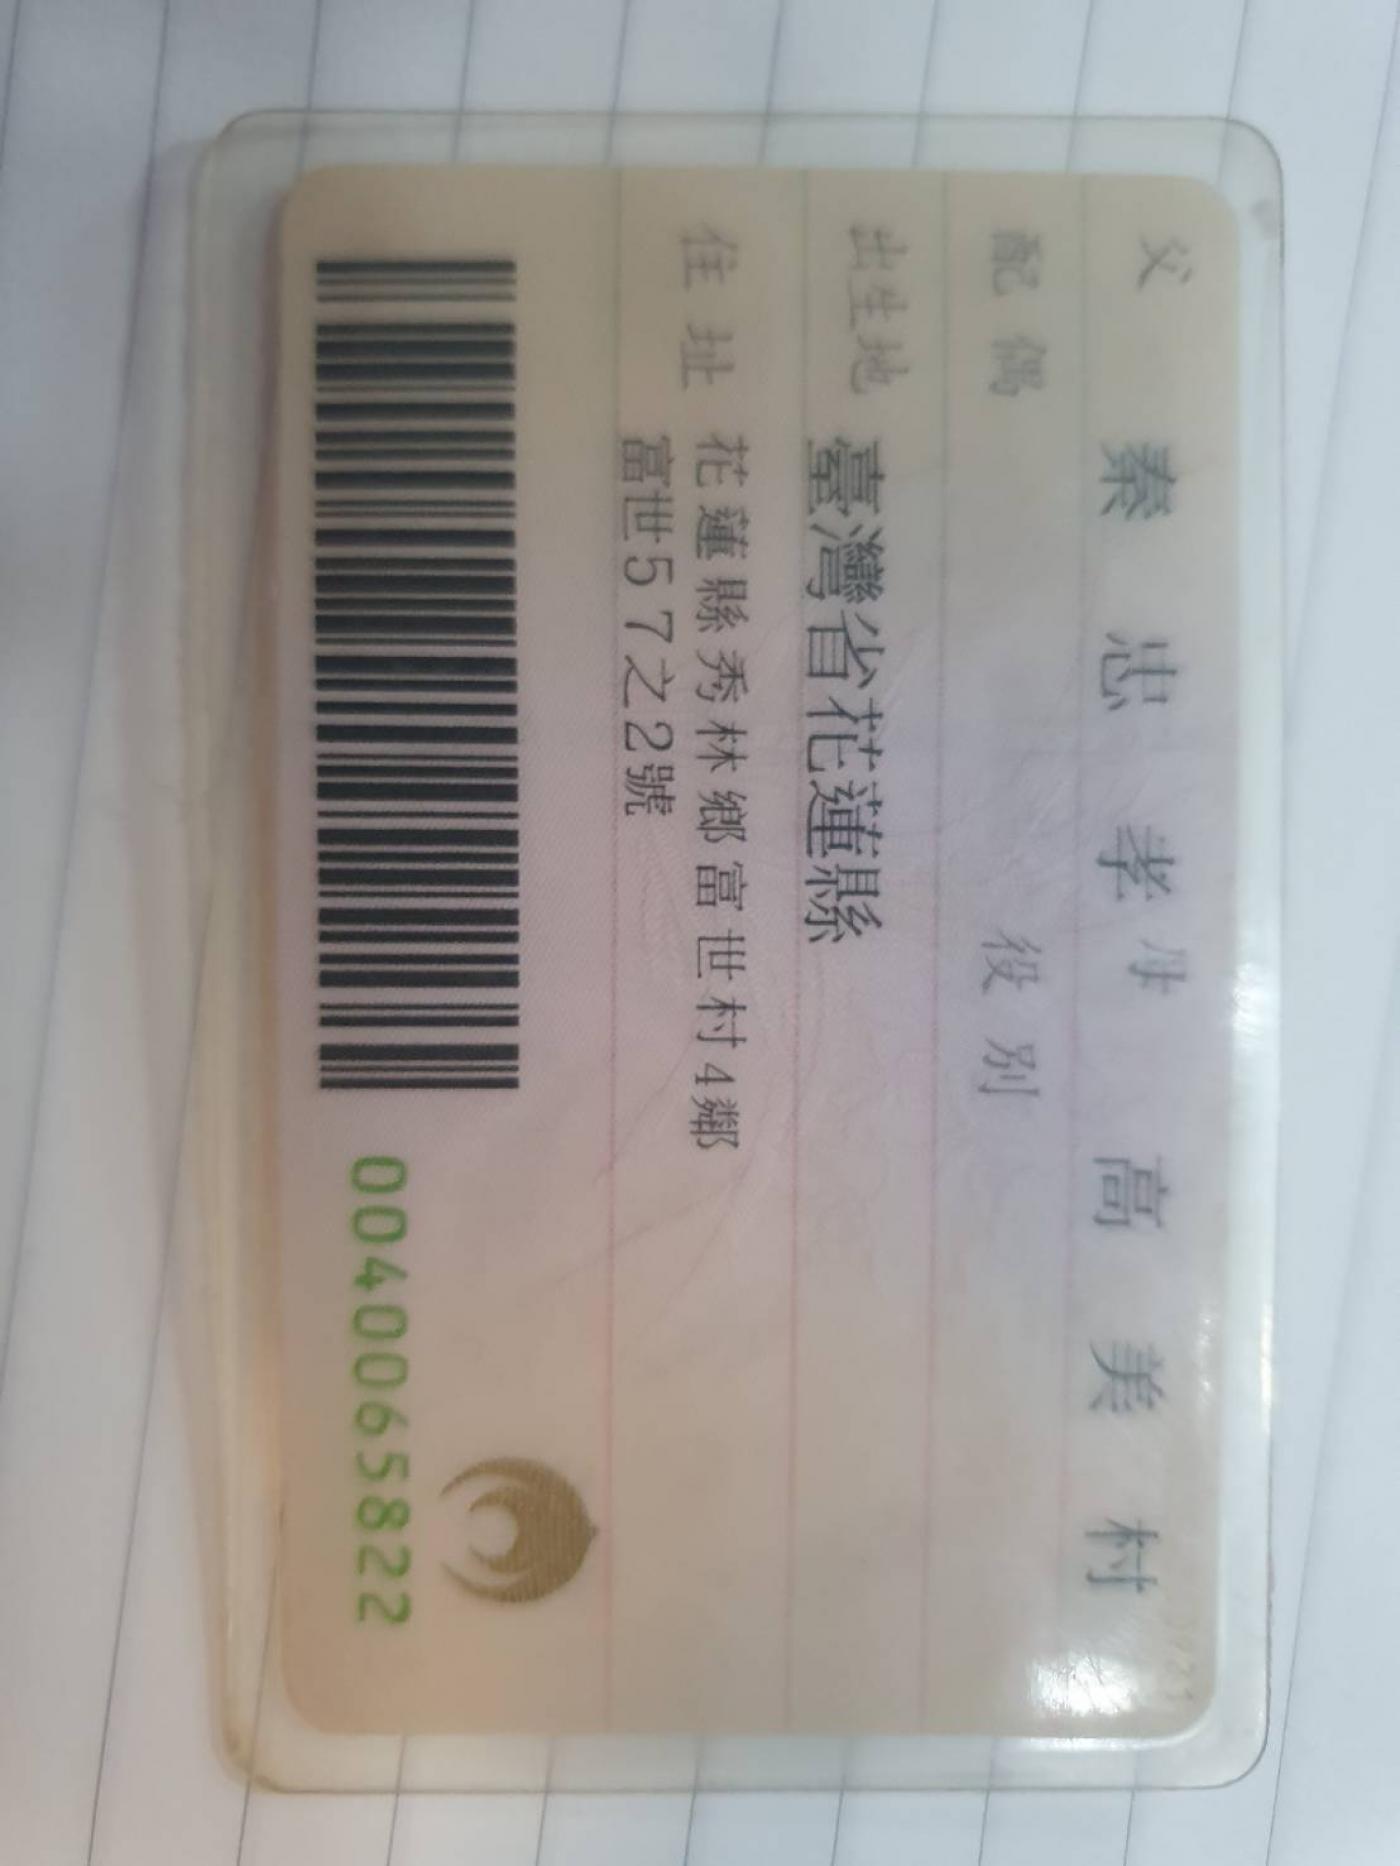 父 秦忠孝 母 高美村
配偶 役別
出生地 臺灣省花蓮縣
住址 花蓮縣秀林鄉富世村4鄰
富世57之2號
0040065822